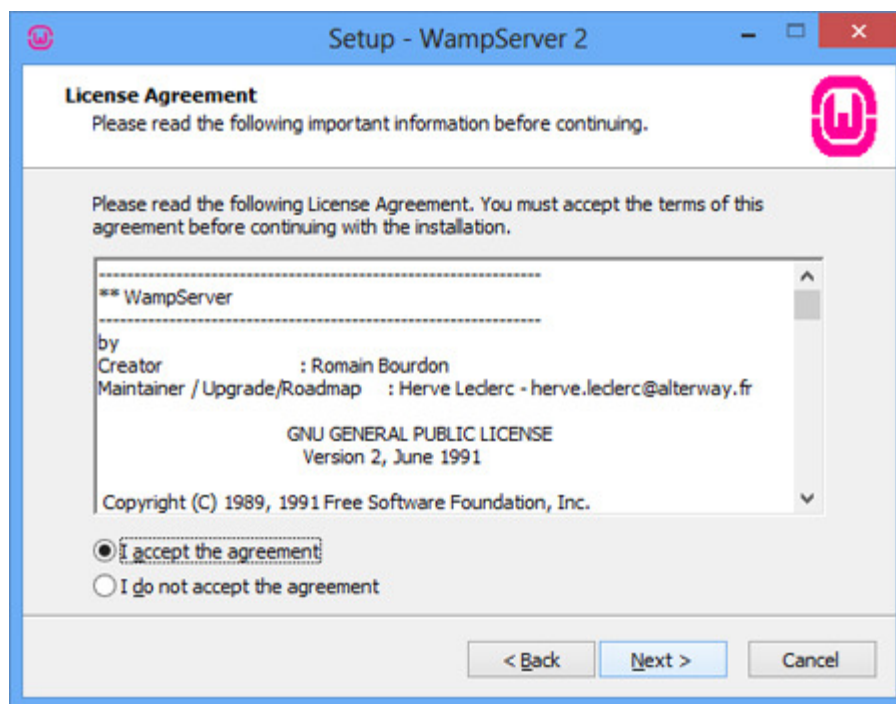 Setup - WampServer 2
License Agreement
Please read the following important information before continuing.
Please read the following License Agreement. You must accept the terms of this
agreement before continuing with the installation.
---------------------------------------------------------------
** WampServer
---------------------------------------------------------------
by
Creator : Romain Bourdon
Maintainer / Upgrade/Roadmap : Herve Leclerc - herve.leclerc@alterway.fr
GNU GENERAL PUBLIC LICENSE
Version 2, June 1991
Copyright (C) 1989, 1991 Free Software Foundation, Inc.
I accept the agreement
I do not accept the agreement
< Back Next > Cancel